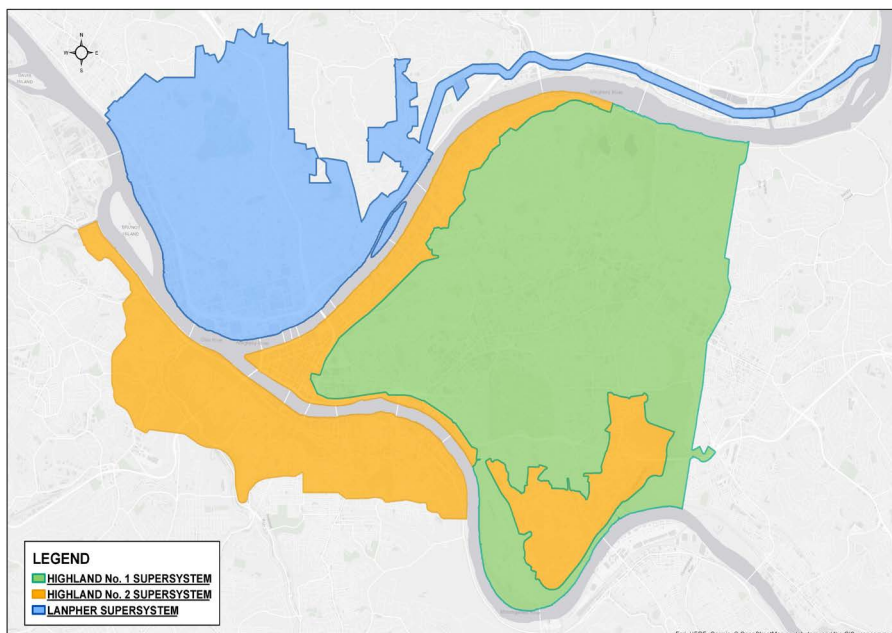 N
W E
S
LEGEND
HIGHLAND No. 1 SUPERSYSTEM
HIGHLAND No. 2 SUPERSYSTEM
LANPHER SUPERSYSTEM